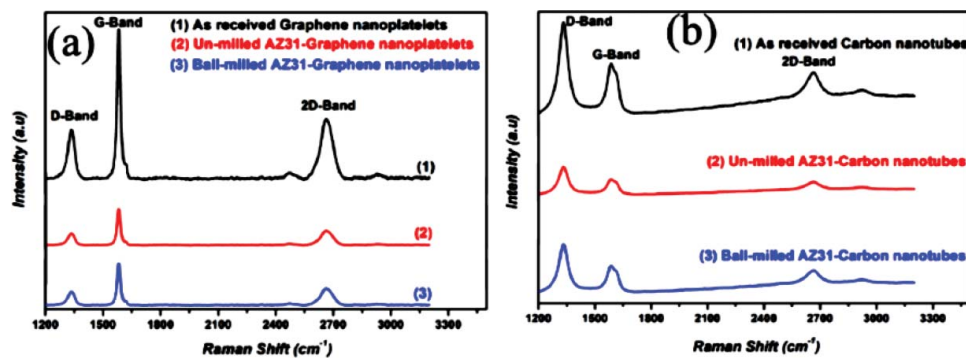 (a)
G-Band
(1) As received Graphene nanoplatelets
(2) Un-milled AZ31-Graphene nanoplatelets
(3) Ball-milled AZ31-Graphene nanoplatelets
D-Band
2D-Band
(1)
(2)
(3)
Intensity (a.u)
1200 1500 1800 2100 2400 2700 3000 3300
Raman Shift (cm⁻¹)
(b)
D-Band
G-Band
(1) As received Carbon nanotubes
2D-Band
(2) Un-milled AZ31-Carbon nanotubes
(3) Ball-milled AZ31-Carbon nanotubes
Intensity (a.u)
1200 1500 1800 2100 2400 2700 3000 3300
Raman Shift (cm⁻¹)